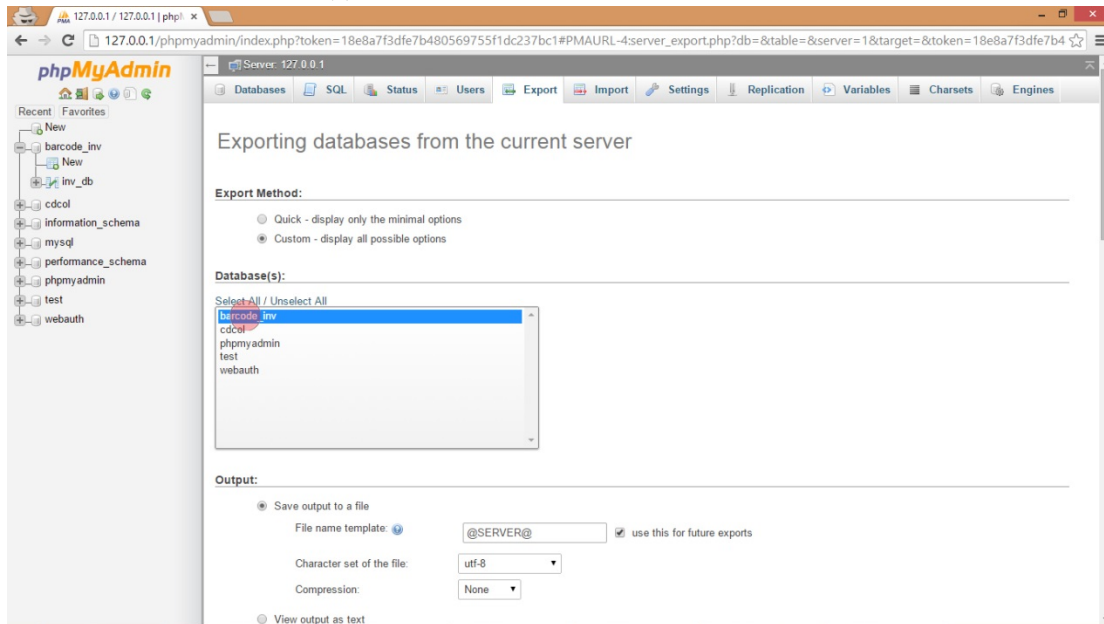 127.0.0.1 / 127.0.0.1 | phpM
127.0.0.1/phpmyadmin/index.php?token=18e8a7f3dfe7b480569755f1dc237bc1#PMAURL-4:server_export.php?db=&table=&server=1&target=&token=18e8a7f3dfe7b4
phpMyAdmin
Recent Favorites
New
barcode_inv
New
inv_db
cdcol
information_schema
mysql
performance_schema
phpmyadmin
test
webauth
Server: 127.0.0.1
Databases SQL Status Users Export Import Settings Replication Variables Charsets Engines
Exporting databases from the current server
Export Method:
Quick - display only the minimal options
Custom - display all possible options
Database(s):
Select All / Unselect All
barcode_inv
cdcol
phpmyadmin
test
webauth
Output:
Save output to a file
File name template: @SERVER@ use this for future exports
Character set of the file: utf-8
Compression: None
View output as text